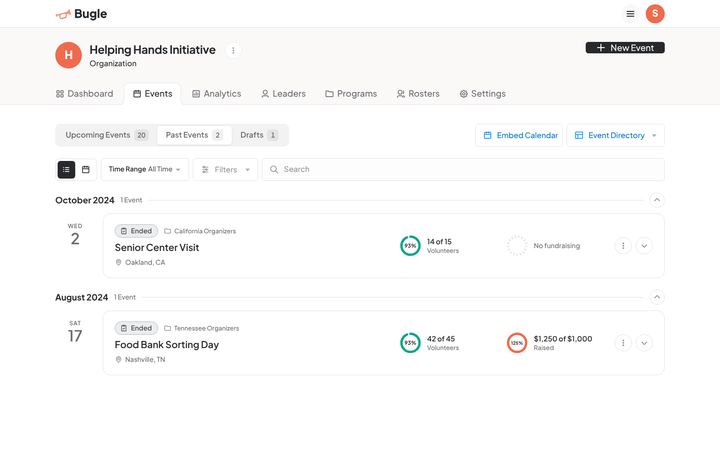 Bugle
S
H
Helping Hands Initiative
Organization
New Event
Dashboard
Events
Analytics
Leaders
Programs
Rosters
Settings
Upcoming Events 20
Past Events 2
Drafts 1
Embed Calendar
Event Directory
Time Range All Time
Filters
Search
October 2024 1 Event
WED
2
Ended
California Organizers
Senior Center Visit
Oakland, CA
93%
14 of 15
Volunteers
No fundraising
August 2024 1 Event
SAT
17
Ended
Tennessee Organizers
Food Bank Sorting Day
Nashville, TN
93%
42 of 45
Volunteers
125%
$1,250 of $1,000
Raised